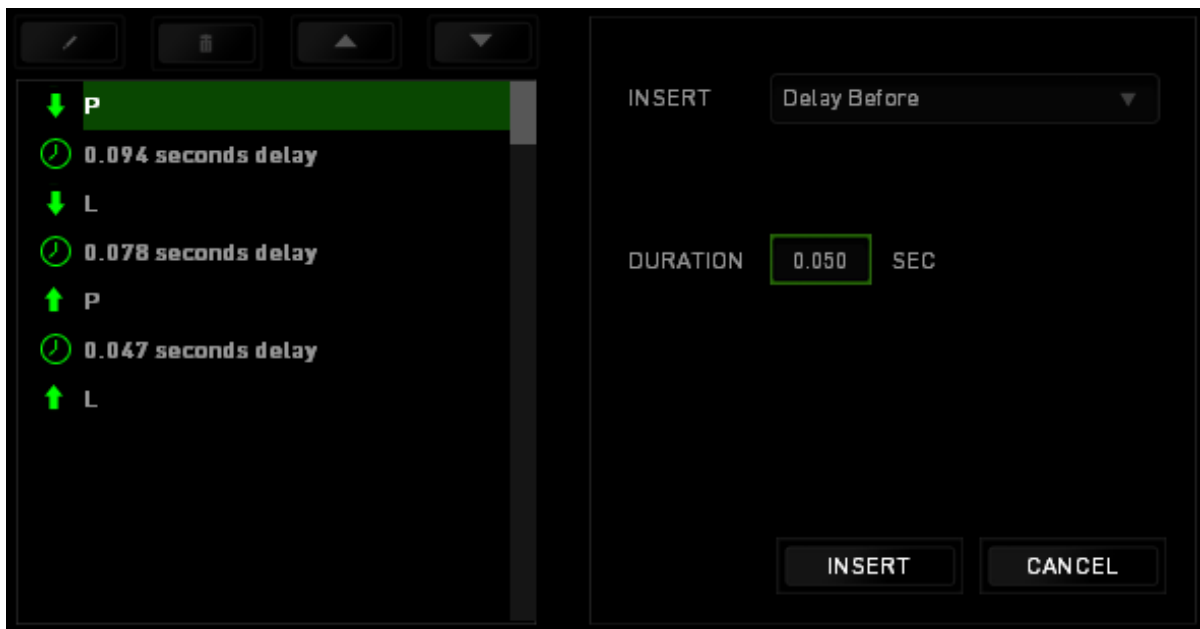 P
0.094 seconds delay
L
0.078 seconds delay
P
0.047 seconds delay
L
INSERT Delay Before
DURATION 0.050 SEC
INSERT CANCEL